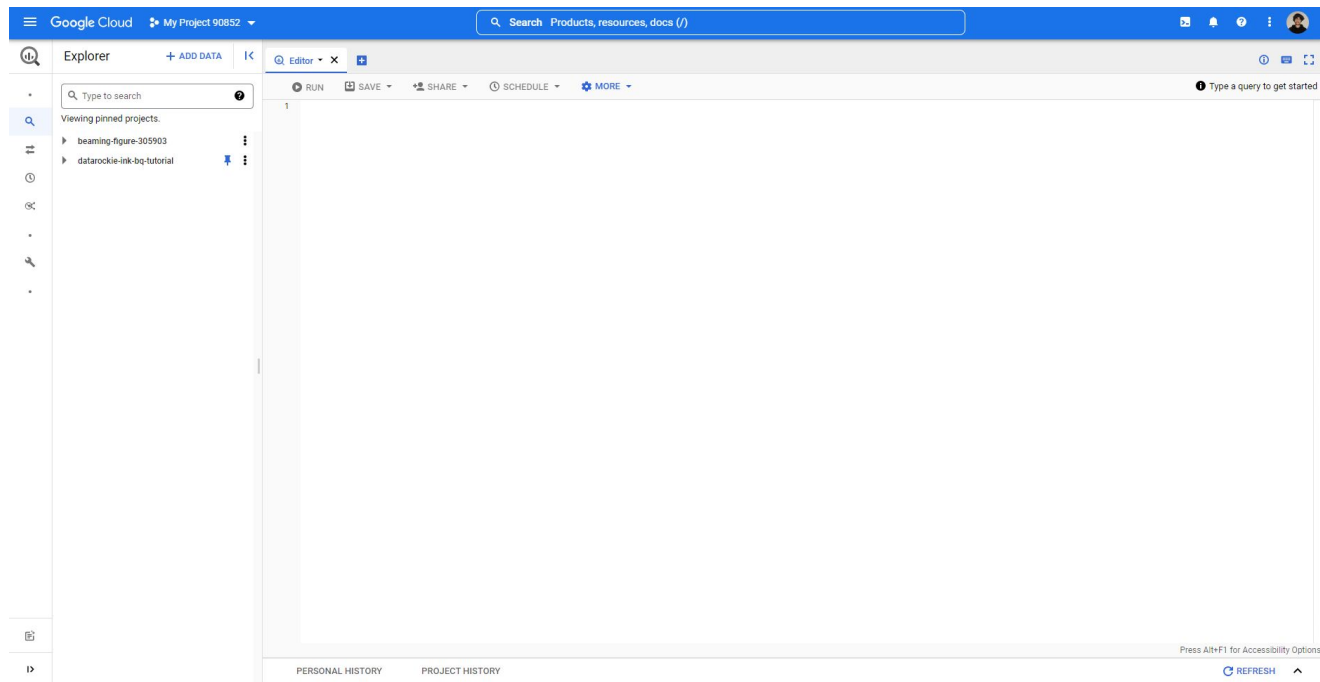 Google Cloud My Project 90852 Search Products, resources, docs (/)
Explorer + ADD DATA
Editor
RUN SAVE SHARE SCHEDULE MORE Type a query to get started
Type to search
Viewing pinned projects.
1
beaming-figure-305903
datarockie-ink-bq-tutorial
Press Alt+F1 for Accessibility Options
PERSONAL HISTORY PROJECT HISTORY REFRESH